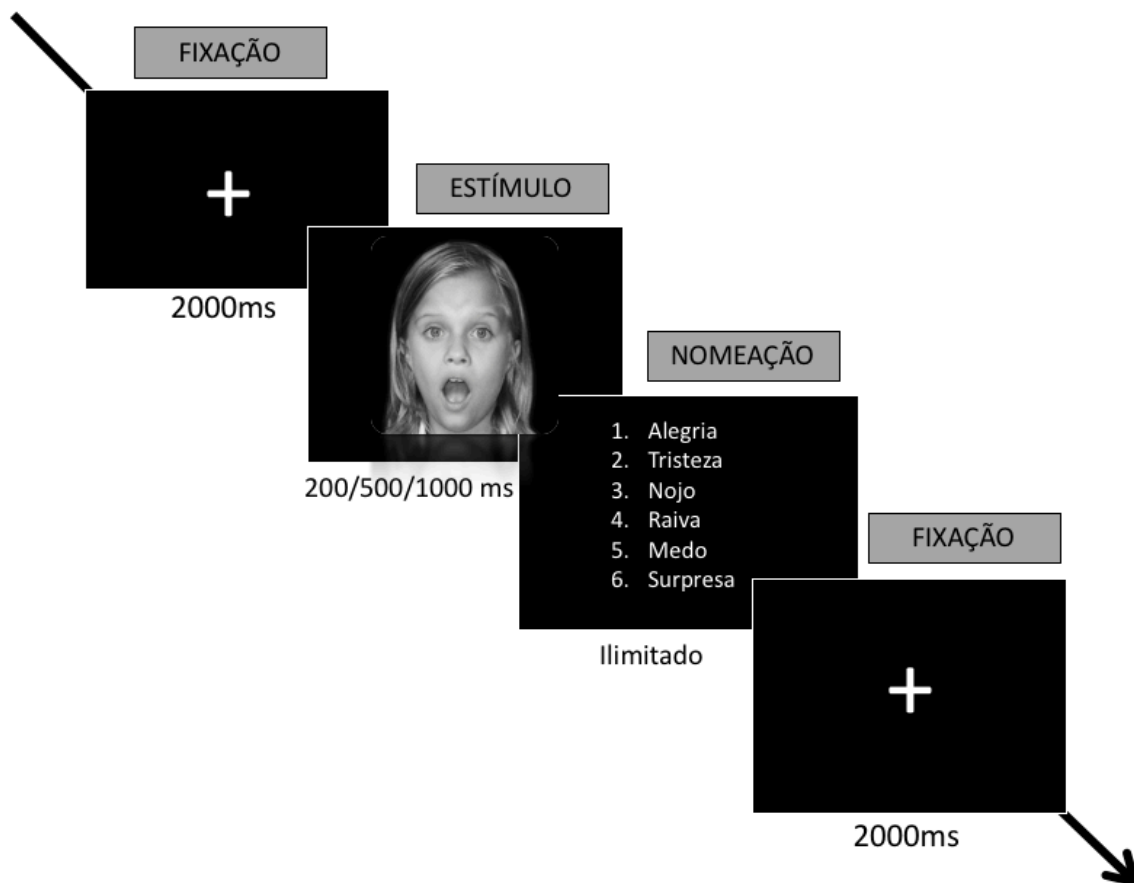 FIXAÇÃO
2000ms
ESTÍMULO
200/500/1000 ms
NOMEAÇÃO
1. Alegria
2. Tristeza
3. Nojo
4. Raiva
5. Medo
6. Surpresa
Ilimitado
FIXAÇÃO
2000ms